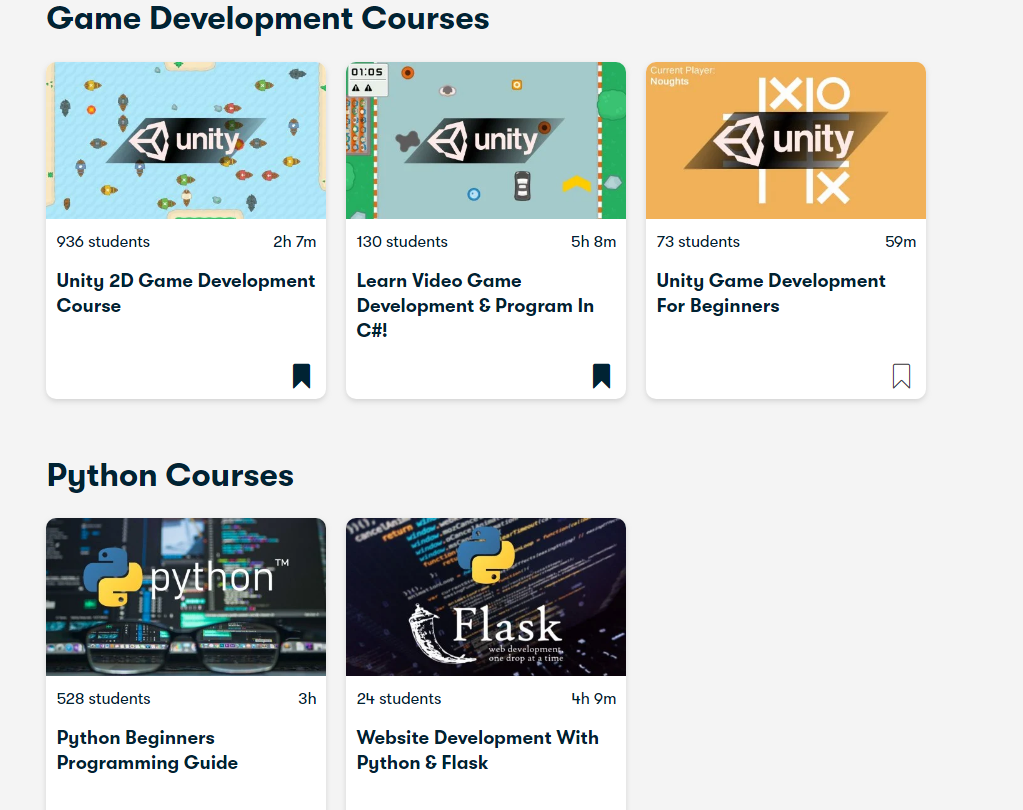 Game Development Courses
01:05
unity
unity
Current Player:
Noughts
unity
936 students 2h 7m
130 students 5h 8m
73 students 59m
Unity 2D Game Development
Course
Learn Video Game
Development & Program In
C#!
Unity Game Development
For Beginners
Python Courses
python™
Flask
web development,
one drop at a time
528 students 3h
24 students 4h 9m
Python Beginners
Programming Guide
Website Development With
Python & Flask